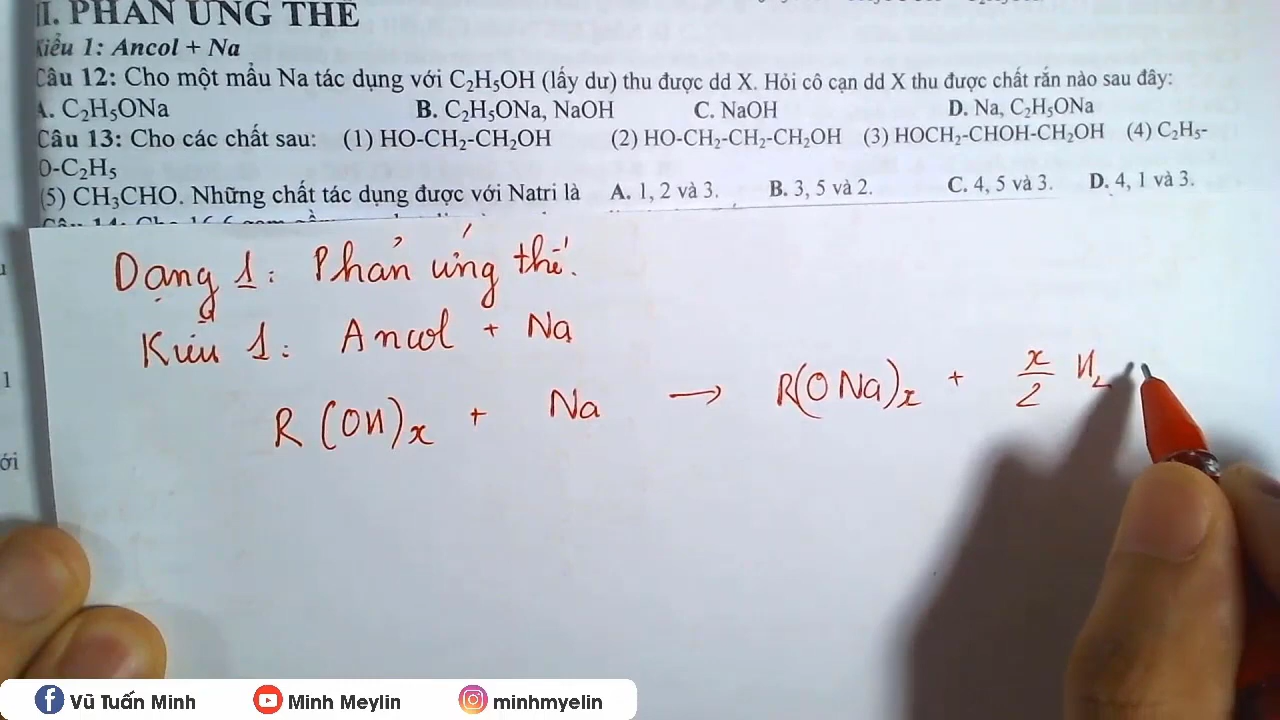 II. PHẢN ỨNG THẾ
Kiểu 1: Ancol + Na
Câu 12: Cho một mẩu Na tác dụng với C₂H₅OH (lấy dư) thu được dd X. Hỏi cô cạn dd X thu được chất rắn nào sau đây:
A. C₂H₅ONa B. C₂H₅ONa, NaOH C. NaOH D. Na, C₂H₅ONa
Câu 13: Cho các chất sau: (1) HO-CH₂-CH₂OH (2) HO-CH₂-CH₂-CH₂OH (3) HOCH₂-CHOH-CH₂OH (4) C₂H₅-
O-C₂H₅
(5) CH₃CHO. Những chất tác dụng được với Natri là A. 1, 2 và 3. B. 3, 5 và 2. C. 4, 5 và 3. D. 4, 1 và 3.
Dạng 1: Phản ứng thế.
Kiểu 1: Ancol + Na
R(OH)ₓ + Na → R(ONa)ₓ + x/2 H₂
1
ới
Vũ Tuấn Minh Minh Meylin minhmyelin